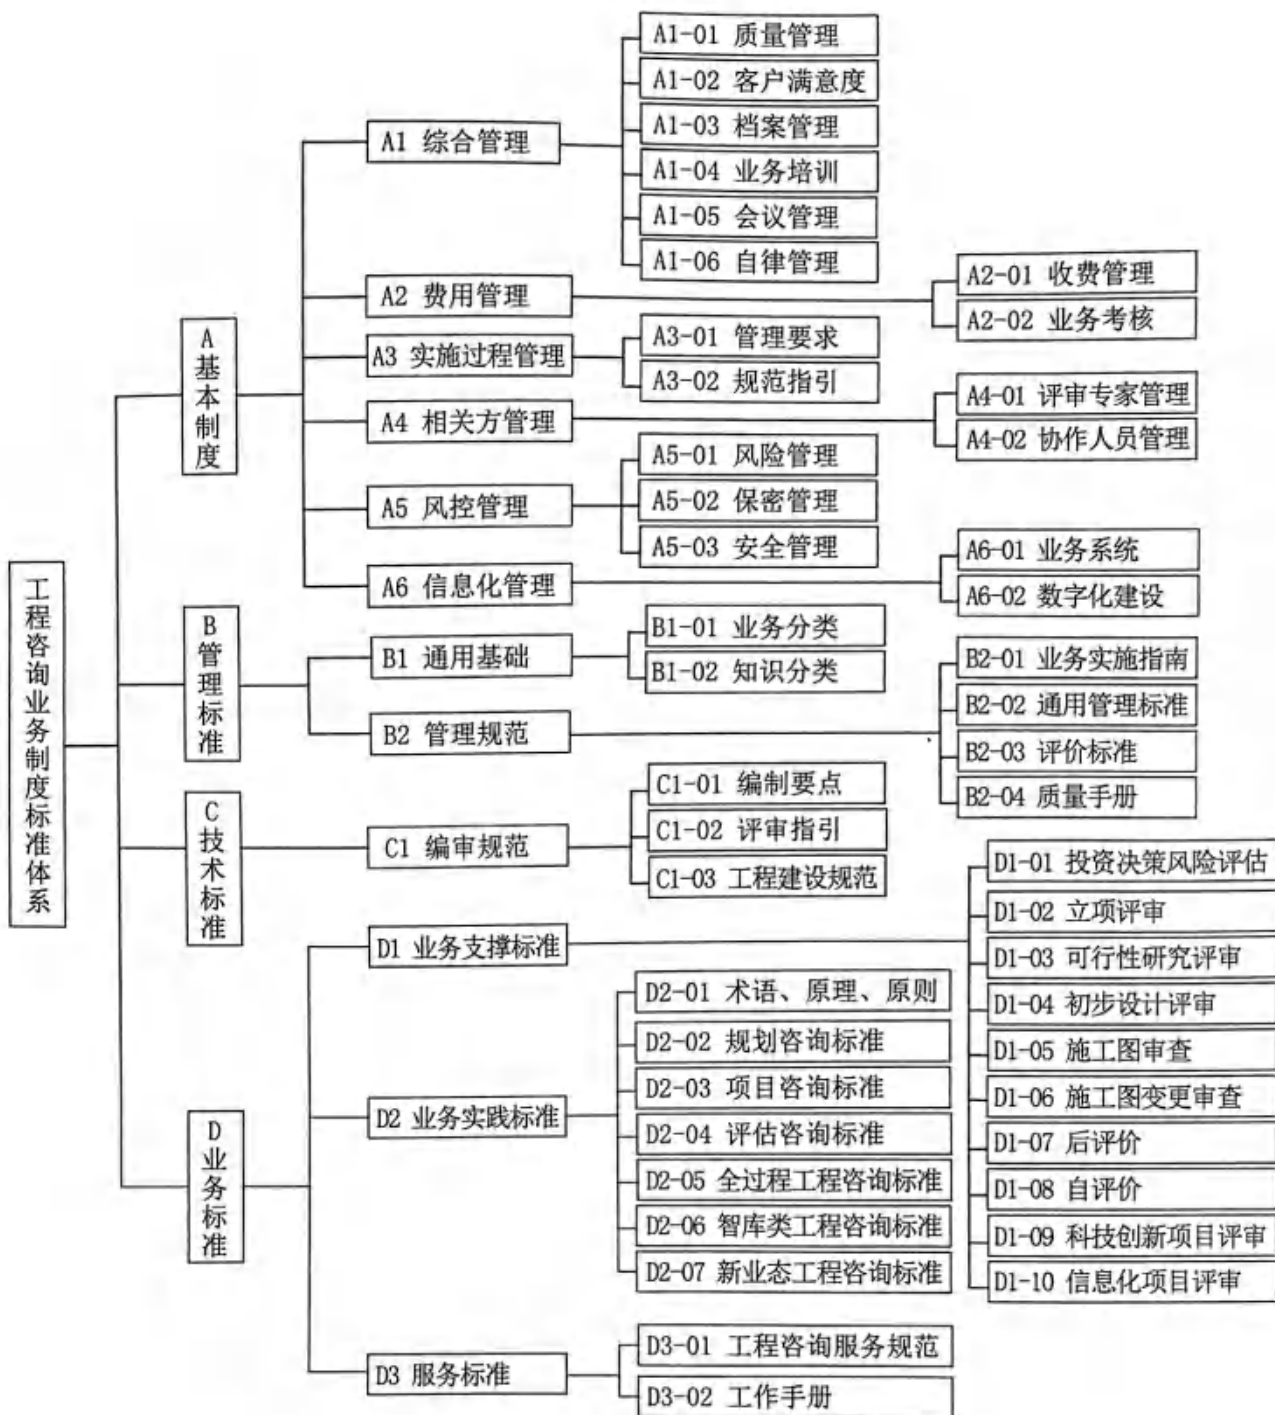 工程咨询业务制度标准体系
A基本制度
A1 综合管理
A1-01 质量管理
A1-02 客户满意度
A1-03 档案管理
A1-04 业务培训
A1-05 会议管理
A1-06 自律管理
A2 费用管理
A2-01 收费管理
A2-02 业务考核
A3 实施过程管理
A3-01 管理要求
A3-02 规范指引
A4 相关方管理
A4-01 评审专家管理
A4-02 协作人员管理
A5 风控管理
A5-01 风险管理
A5-02 保密管理
A5-03 安全管理
A6 信息化管理
A6-01 业务系统
A6-02 数字化建设
B管理标准
B1 通用基础
B1-01 业务分类
B1-02 知识分类
B2 管理规范
B2-01 业务实施指南
B2-02 通用管理标准
B2-03 评价标准
B2-04 质量手册
C技术标准
C1 编审规范
C1-01 编制要点
C1-02 评审指引
C1-03 工程建设规范
D业务标准
D1 业务支撑标准
D1-01 投资决策风险评估
D1-02 立项评审
D1-03 可行性研究评审
D1-04 初步设计评审
D1-05 施工图审查
D1-06 施工图变更审查
D1-07 后评价
D1-08 自评价
D1-09 科技创新项目评审
D1-10 信息化项目评审
D2 业务实践标准
D2-01 术语、原理、原则
D2-02 规划咨询标准
D2-03 项目咨询标准
D2-04 评估咨询标准
D2-05 全过程工程咨询标准
D2-06 智库类工程咨询标准
D2-07 新业态工程咨询标准
D3 服务标准
D3-01 工程咨询服务规范
D3-02 工作手册